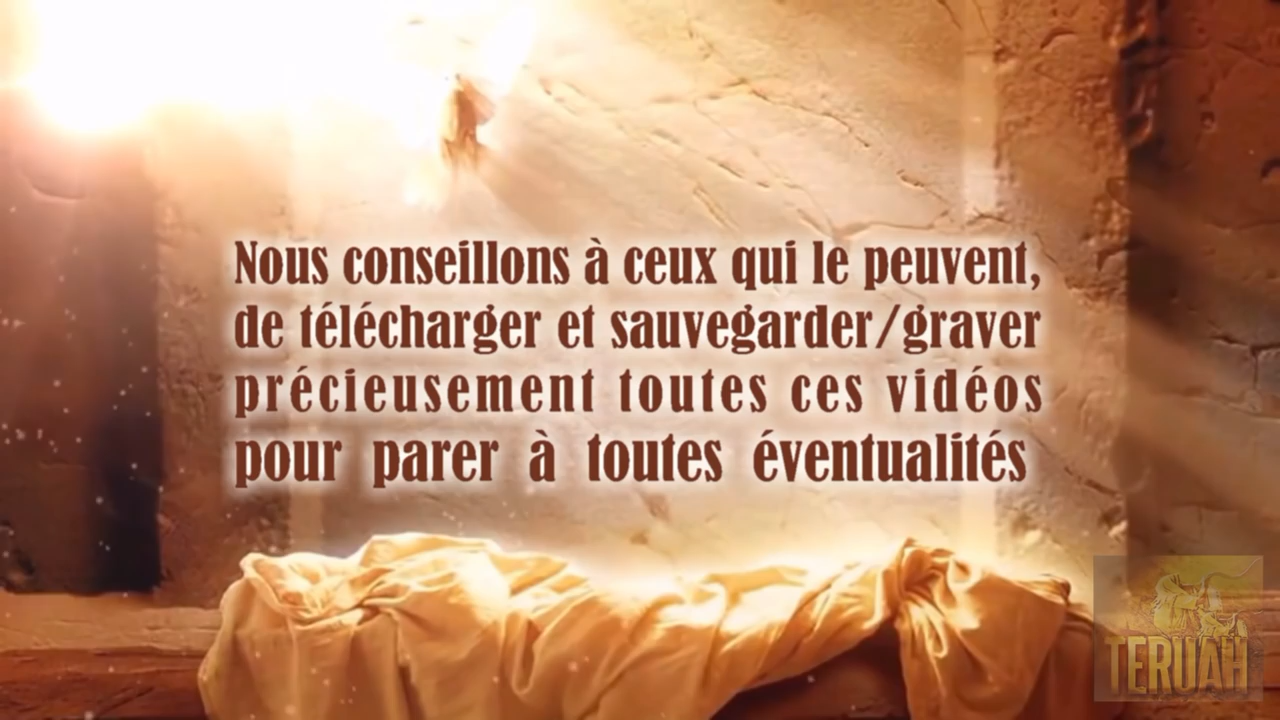 Nous conseillons à ceux qui le peuvent,
de télécharger et sauvegarder/graver
précieusement toutes ces vidéos
pour parer à toutes éventualités
TERUAH